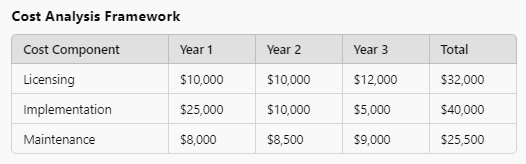 Cost Analysis Framework
Cost Component Year 1 Year 2 Year 3 Total
Licensing $10,000 $10,000 $12,000 $32,000
Implementation $25,000 $10,000 $5,000 $40,000
Maintenance $8,000 $8,500 $9,000 $25,500